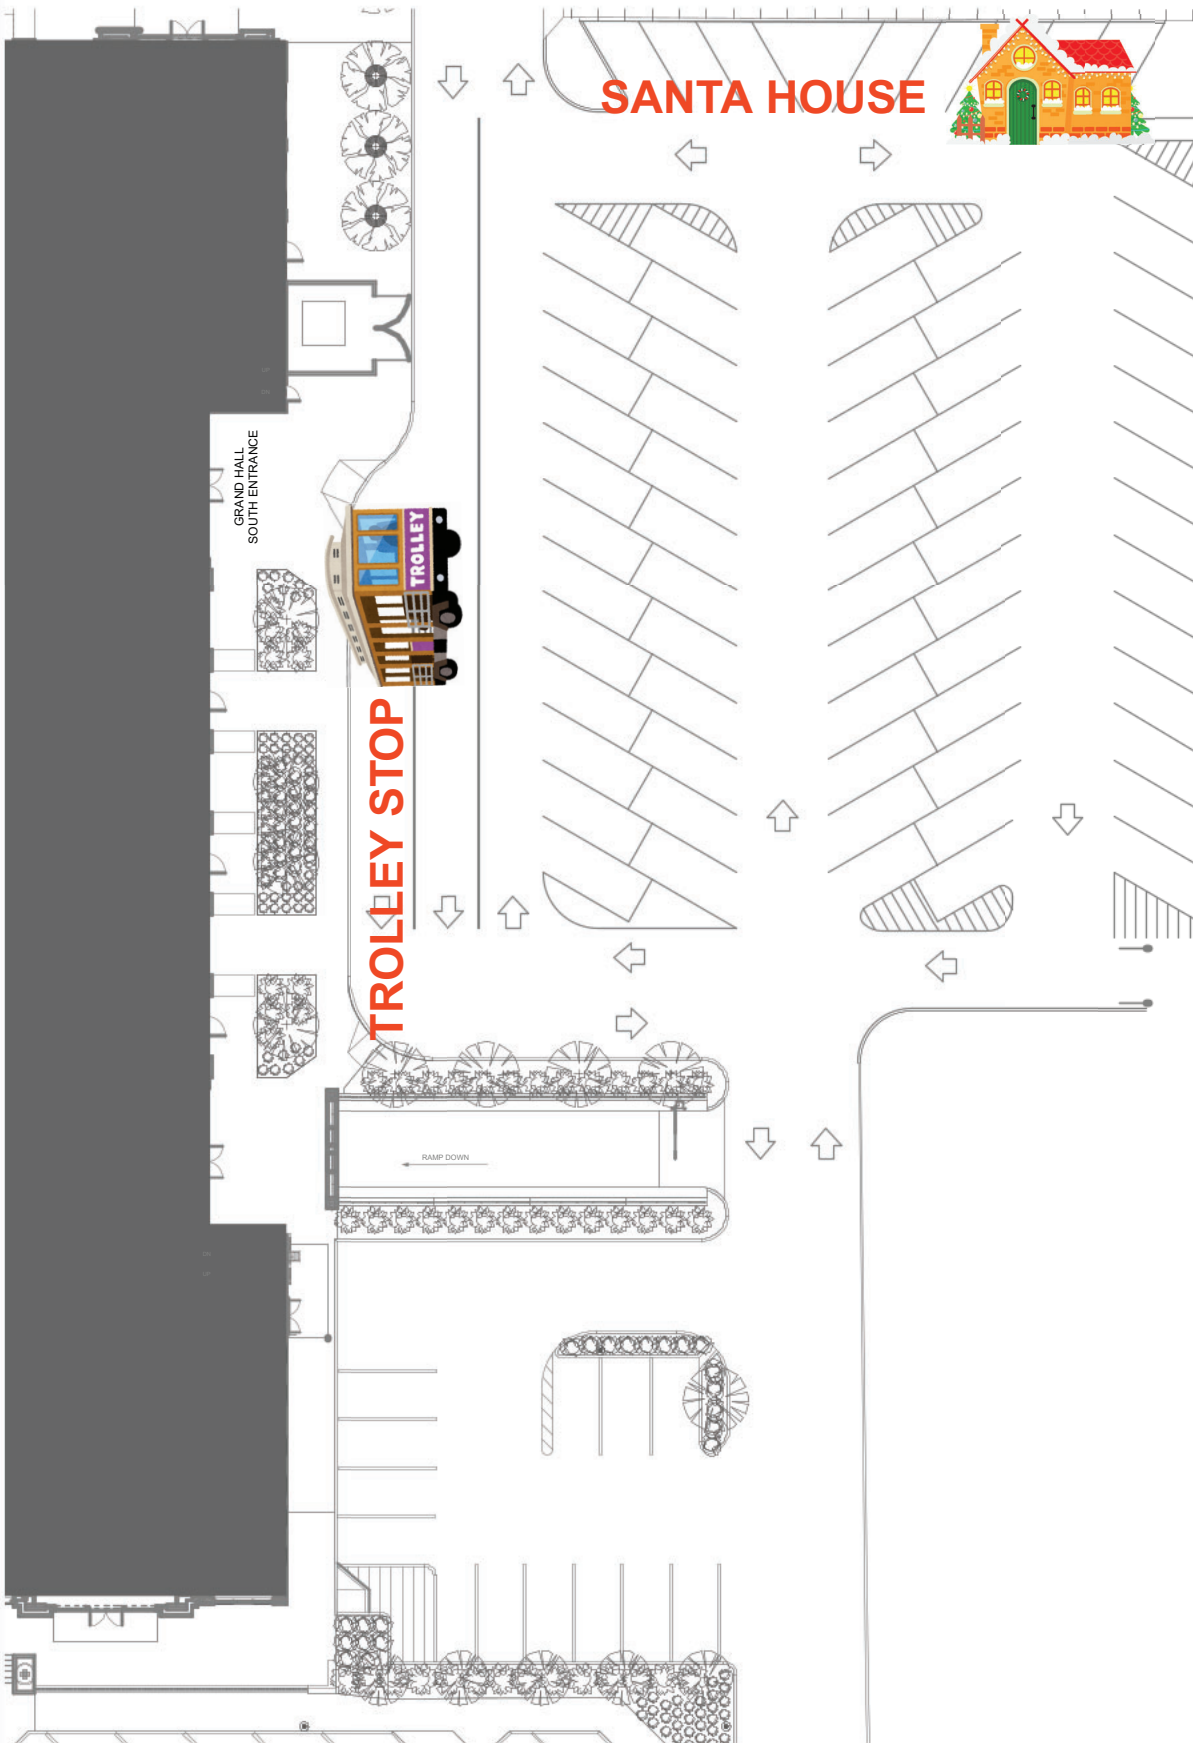 SANTA HOUSE
GRAND HALL
SOUTH ENTRANCE
TROLLEY
TROLLEY STOP
RAMP DOWN